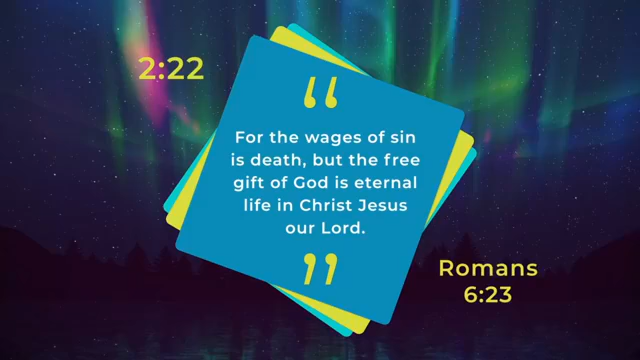 2:22
“
For the wages of sin
is death, but the free
gift of God is eternal
life in Christ Jesus
our Lord.
”
Romans
6:23